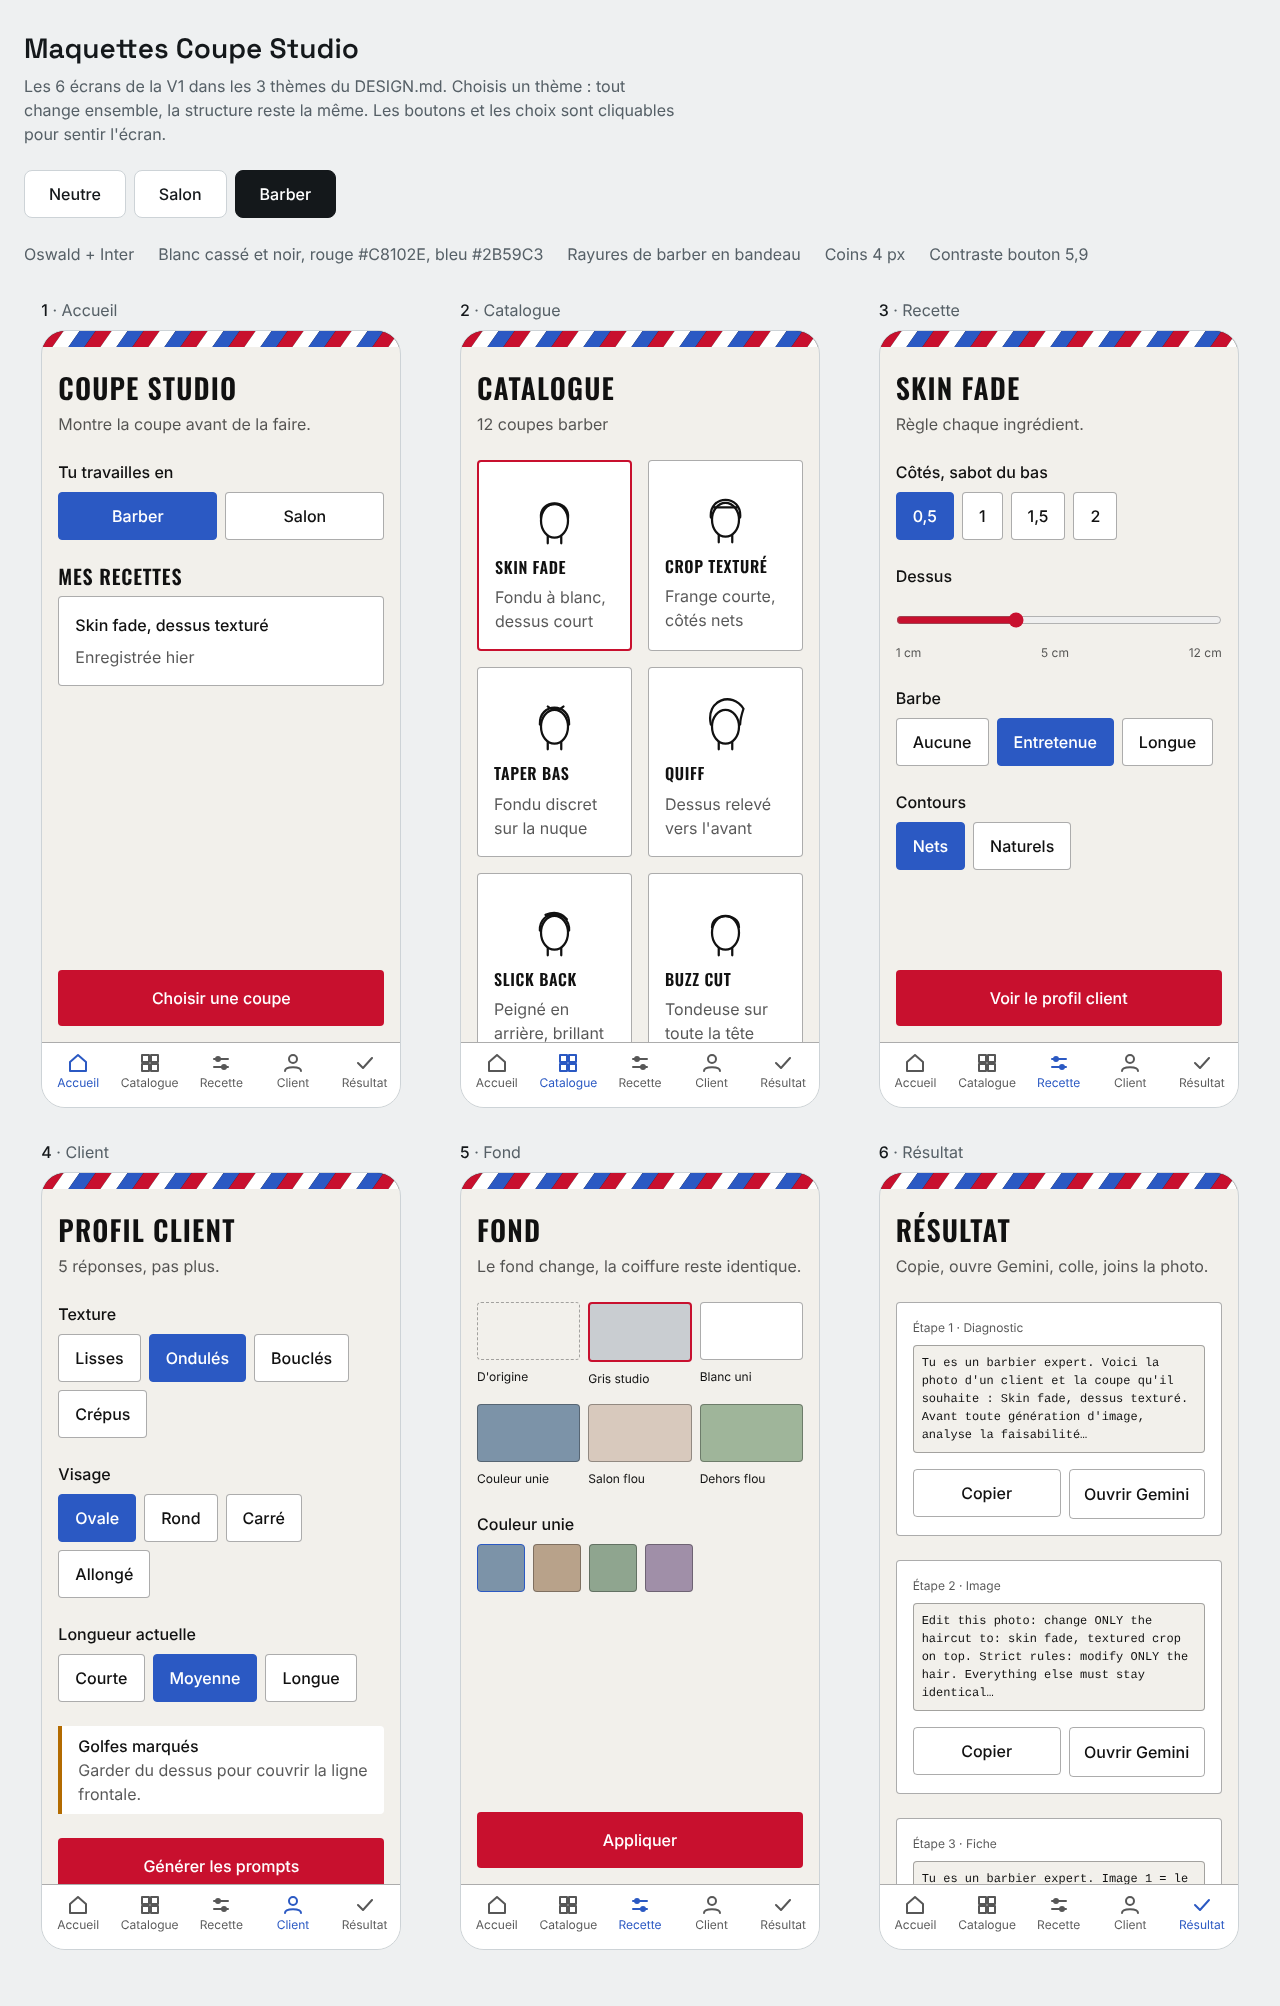 Maquettes Coupe Studio
Les 6 écrans de la V1 dans les 3 thèmes du DESIGN.md. Choisis un thème : tout
change ensemble, la structure reste la même. Les boutons et les choix sont cliquables
pour sentir l'écran.
Neutre
Salon
Barber
Oswald + Inter
Blanc cassé et noir, rouge #C8102E, bleu #2B59C3
Rayures de barber en bandeau
Coins 4 px
Contraste bouton 5,9
1 · Accueil
COUPE STUDIO
Montre la coupe avant de la faire.
Tu travailles en
Barber
Salon
MES RECETTES
Skin fade, dessus texturé
Enregistrée hier
Choisir une coupe
Accueil
Catalogue
Recette
Client
Résultat
2 · Catalogue
CATALOGUE
12 coupes barber
SKIN FADE
Fondu à blanc,
dessus court
CROP TEXTURÉ
Frange courte,
côtés nets
TAPER BAS
Fondu discret
sur la nuque
QUIFF
Dessus relevé
vers l'avant
SLICK BACK
Peigné en
arrière, brillant
BUZZ CUT
Tondeuse sur
toute la tête
Accueil
Catalogue
Recette
Client
Résultat
3 · Recette
SKIN FADE
Règle chaque ingrédient.
Côtés, sabot du bas
0,5
1
1,5
2
Dessus
1 cm
5 cm
12 cm
Barbe
Aucune
Entretenue
Longue
Contours
Nets
Naturels
Voir le profil client
Accueil
Catalogue
Recette
Client
Résultat
4 · Client
PROFIL CLIENT
5 réponses, pas plus.
Texture
Lisses
Ondulés
Bouclés
Crépus
Visage
Ovale
Rond
Carré
Allongé
Longueur actuelle
Courte
Moyenne
Longue
Golfes marqués
Garder du dessus pour couvrir la ligne
frontale.
Générer les prompts
Accueil
Catalogue
Recette
Client
Résultat
5 · Fond
FOND
Le fond change, la coiffure reste identique.
D'origine
Gris studio
Blanc uni
Couleur unie
Salon flou
Dehors flou
Couleur unie
Appliquer
Accueil
Catalogue
Recette
Client
Résultat
6 · Résultat
RÉSULTAT
Copie, ouvre Gemini, colle, joins la photo.
Étape 1 · Diagnostic
Tu es un barbier expert. Voici la
photo d'un client et la coupe qu'il
souhaite : Skin fade, dessus texturé.
Avant toute génération d'image,
analyse la faisabilité…
Copier
Ouvrir Gemini
Étape 2 · Image
Edit this photo: change ONLY the
haircut to: skin fade, textured crop
on top. Strict rules: modify ONLY the
hair. Everything else must stay
identical…
Copier
Ouvrir Gemini
Étape 3 · Fiche
Tu es un barbier expert. Image 1 = le
Accueil
Catalogue
Recette
Client
Résultat